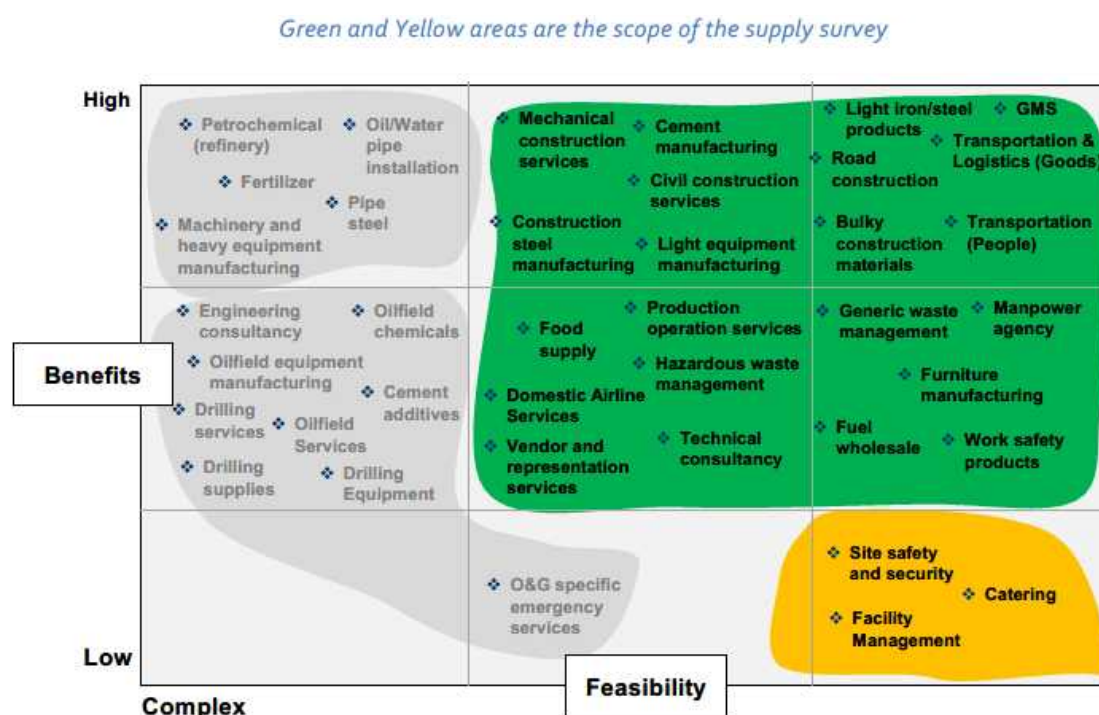 Green and Yellow areas are the scope of the supply survey
High
Petrochemical
(refinery)
Oil/Water
pipe
installation
Fertilizer
Pipe
steel
Machinery and
heavy equipment
manufacturing
Mechanical
construction
services
Cement
manufacturing
Civil construction
services
Construction
steel
manufacturing
Light equipment
manufacturing
Light iron/steel
products
GMS
Transportation &
Logistics (Goods)
Road
construction
Bulky
construction
materials
Transportation
(People)
Benefits
Engineering
consultancy
Oilfield
chemicals
Oilfield equipment
manufacturing
Cement
additives
Drilling
services
Oilfield
Services
Drilling
supplies
Drilling
Equipment
Production
operation services
Food
supply
Hazardous waste
management
Domestic Airline
Services
Vendor and
representation
services
Technical
consultancy
Generic waste
management
Manpower
agency
Furniture
manufacturing
Fuel
wholesale
Work safety
products
O&G specific
emergency
services
Site safety
and security
Catering
Facility
Management
Low
Feasibility
Complex